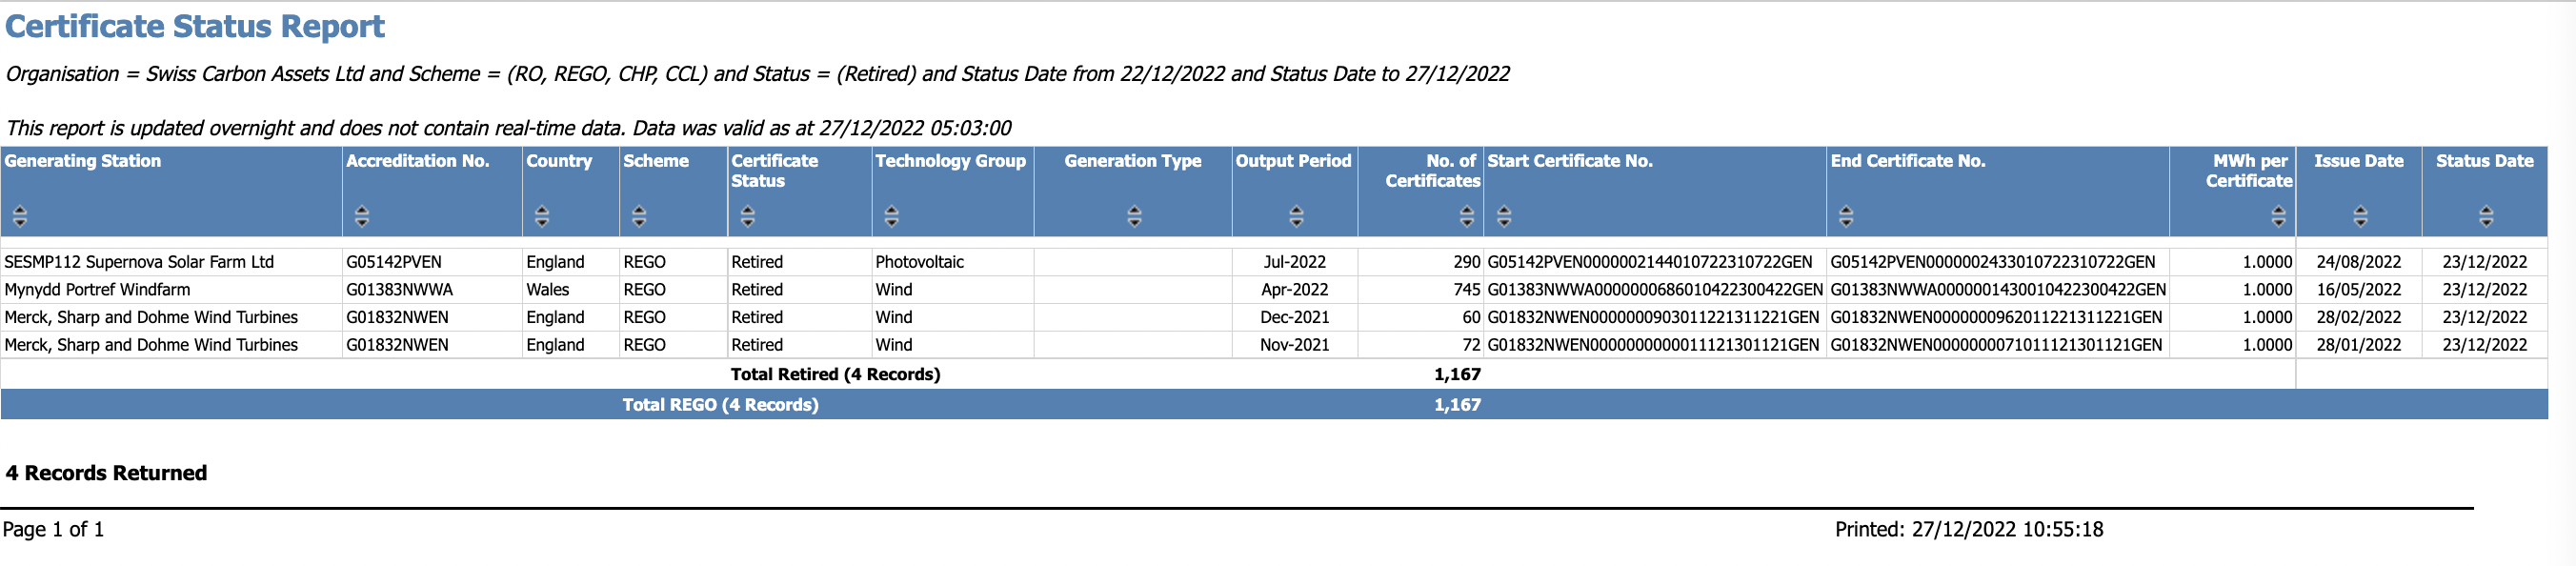 Certificate Status Report
Organisation = Swiss Carbon Assets Ltd and Scheme = (RO, REGO, CHP, CCL) and Status = (Retired) and Status Date from 22/12/2022 and Status Date to 27/12/2022
This report is updated overnight and does not contain real-time data. Data was valid as at 27/12/2022 05:03:00
Generating Station Accreditation No. Country Scheme Certificate Status Technology Group Generation Type Output Period No. of Certificates Start Certificate No. End Certificate No. MWh per Certificate Issue Date Status Date
SESMP112 Supernova Solar Farm Ltd G05142PVEN England REGO Retired Photovoltaic Jul-2022 290 G05142PVEN0000002144010722310722GEN G05142PVEN0000002433010722310722GEN 1.0000 24/08/2022 23/12/2022
Mynydd Portref Windfarm G01383NWWA Wales REGO Retired Wind Apr-2022 745 G01383NWWA0000000686010422300422GEN G01383NWWA0000001430010422300422GEN 1.0000 16/05/2022 23/12/2022
Merck, Sharp and Dohme Wind Turbines G01832NWEN England REGO Retired Wind Dec-2021 60 G01832NWEN0000000903011221311221GEN G01832NWEN0000000962011221311221GEN 1.0000 28/02/2022 23/12/2022
Merck, Sharp and Dohme Wind Turbines G01832NWEN England REGO Retired Wind Nov-2021 72 G01832NWEN0000000000011121301121GEN G01832NWEN0000000071011121301121GEN 1.0000 28/01/2022 23/12/2022
Total Retired (4 Records) 1,167
Total REGO (4 Records) 1,167
4 Records Returned
Page 1 of 1 Printed: 27/12/2022 10:55:18